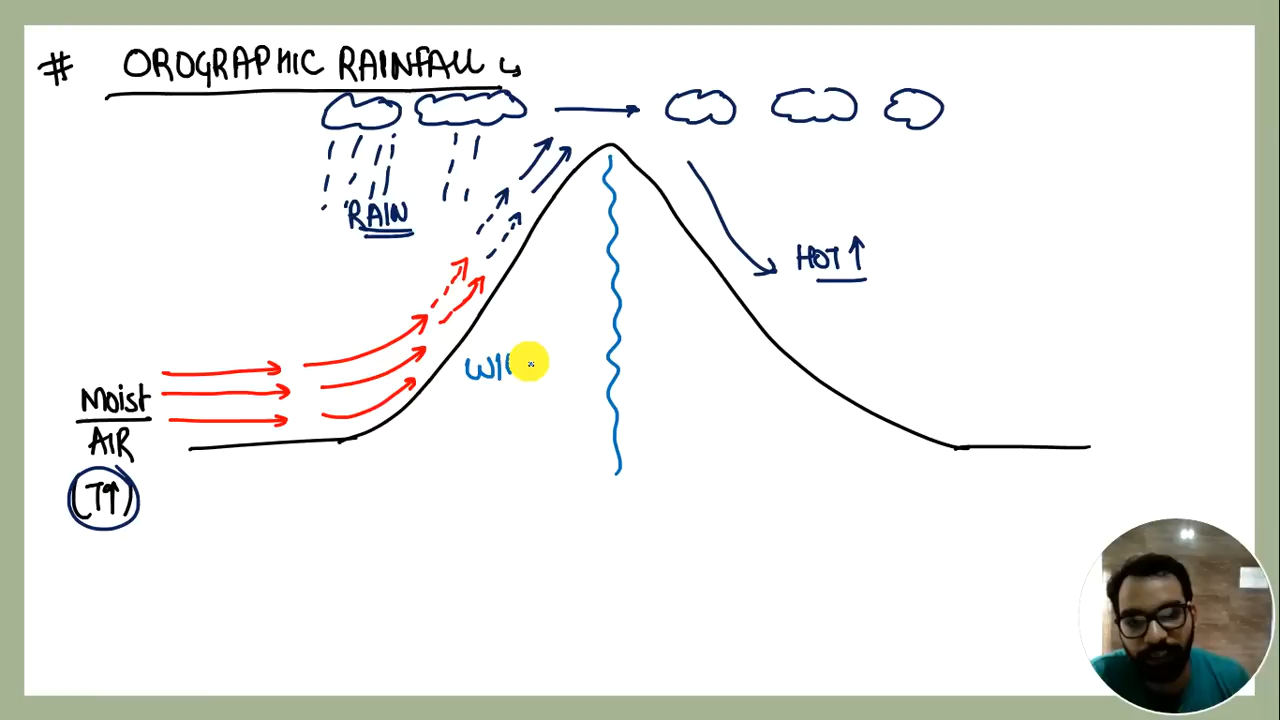 # OROGRAPHIC RAINFALL
RAIN
HOT ↑
Moist
AIR
(T↑)